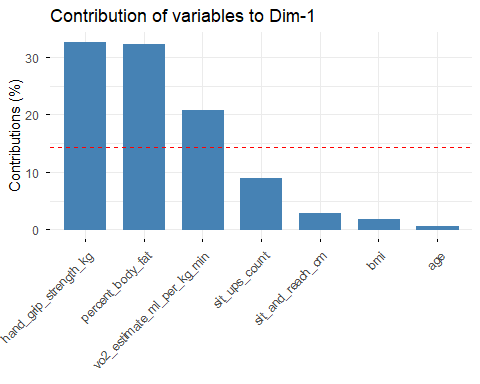 Contribution of variables to Dim-1
Contributions (%)
30
20
10
0
hand_grip_strength_kg
percent_body_fat
vo2_estimate_ml_per_kg_min
sit_ups_count
sit_and_reach_cm
bmi
age